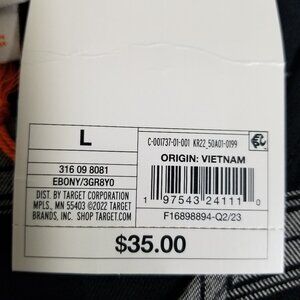 L
316 09 8081
EBONY/3GR8Y0
DIST. BY TARGET CORPORATION
MPLS., MN 55403 ©2022 TARGET
BRANDS, INC. SHOP TARGET.COM
C-001737-01-001 KR22_50A01-0199
ORIGIN: VIETNAM
1 97543 24111 0
F16898894-Q2/23
$35.00